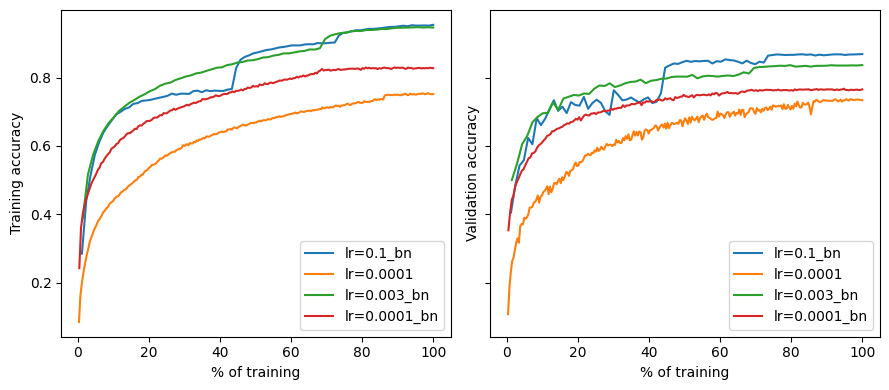 Training accuracy
0.8
0.6
0.4
0.2
0
20
40
60
80
100
% of training
lr=0.1_bn
lr=0.0001
lr=0.003_bn
lr=0.0001_bn
Validation accuracy
0
20
40
60
80
100
% of training
lr=0.1_bn
lr=0.0001
lr=0.003_bn
lr=0.0001_bn